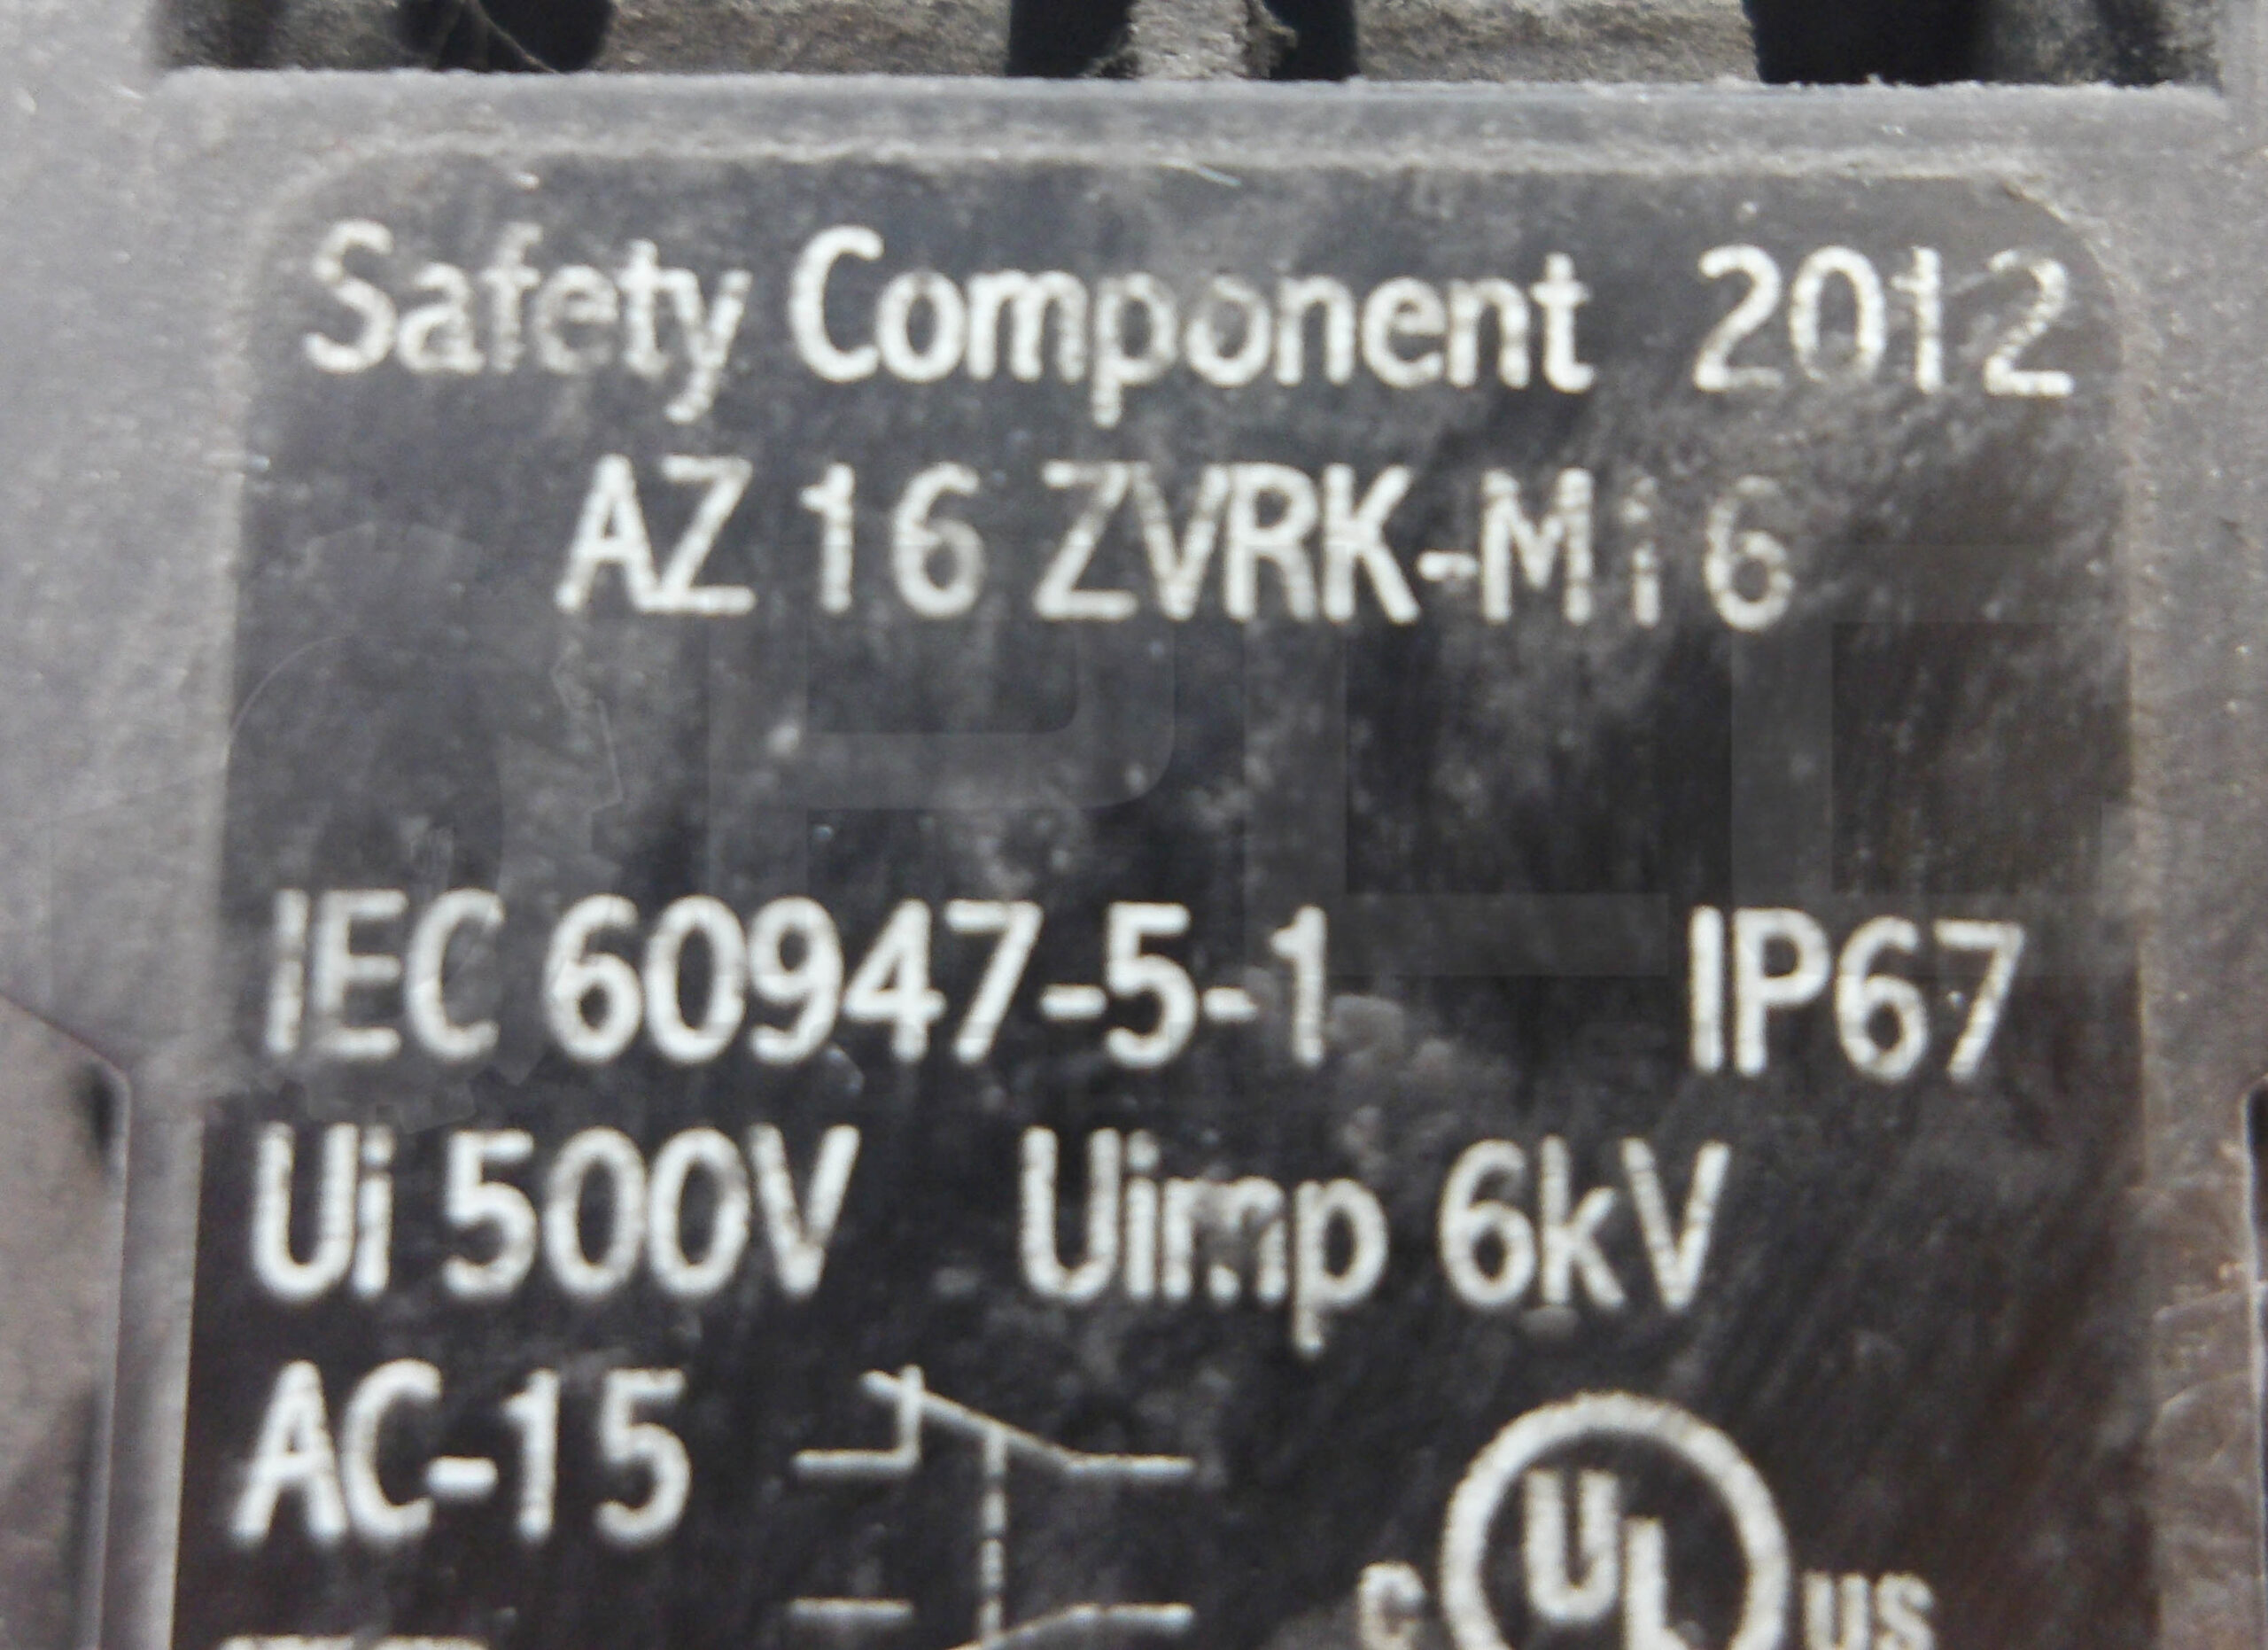 Safety Component 2012
AZ 16 ZVRK-M16
IEC 60947-5-1 IP67
Ui 500V Uimp 6kV
AC-15
c UL us